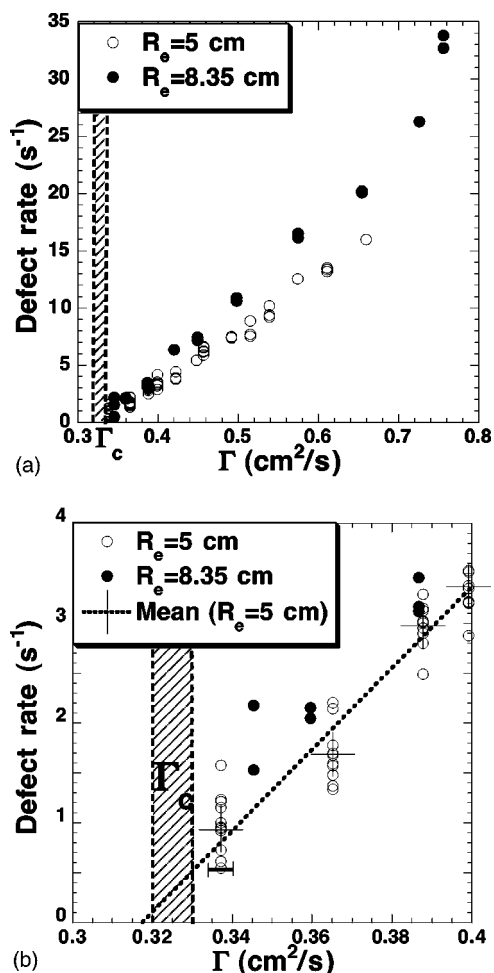 35
30
25
20
15
10
5
0
Defect rate (s⁻¹)
Rₑ=5 cm
Rₑ=8.35 cm
0.3
0.4
0.5
0.6
0.7
0.8
Γc
Γ (cm²/s)
(a)
4
3
2
1
0
Defect rate (s⁻¹)
Rₑ=5 cm
Rₑ=8.35 cm
Mean (Rₑ=5 cm)
Γc
0.3
0.32
0.34
0.36
0.38
0.4
Γ (cm²/s)
(b)